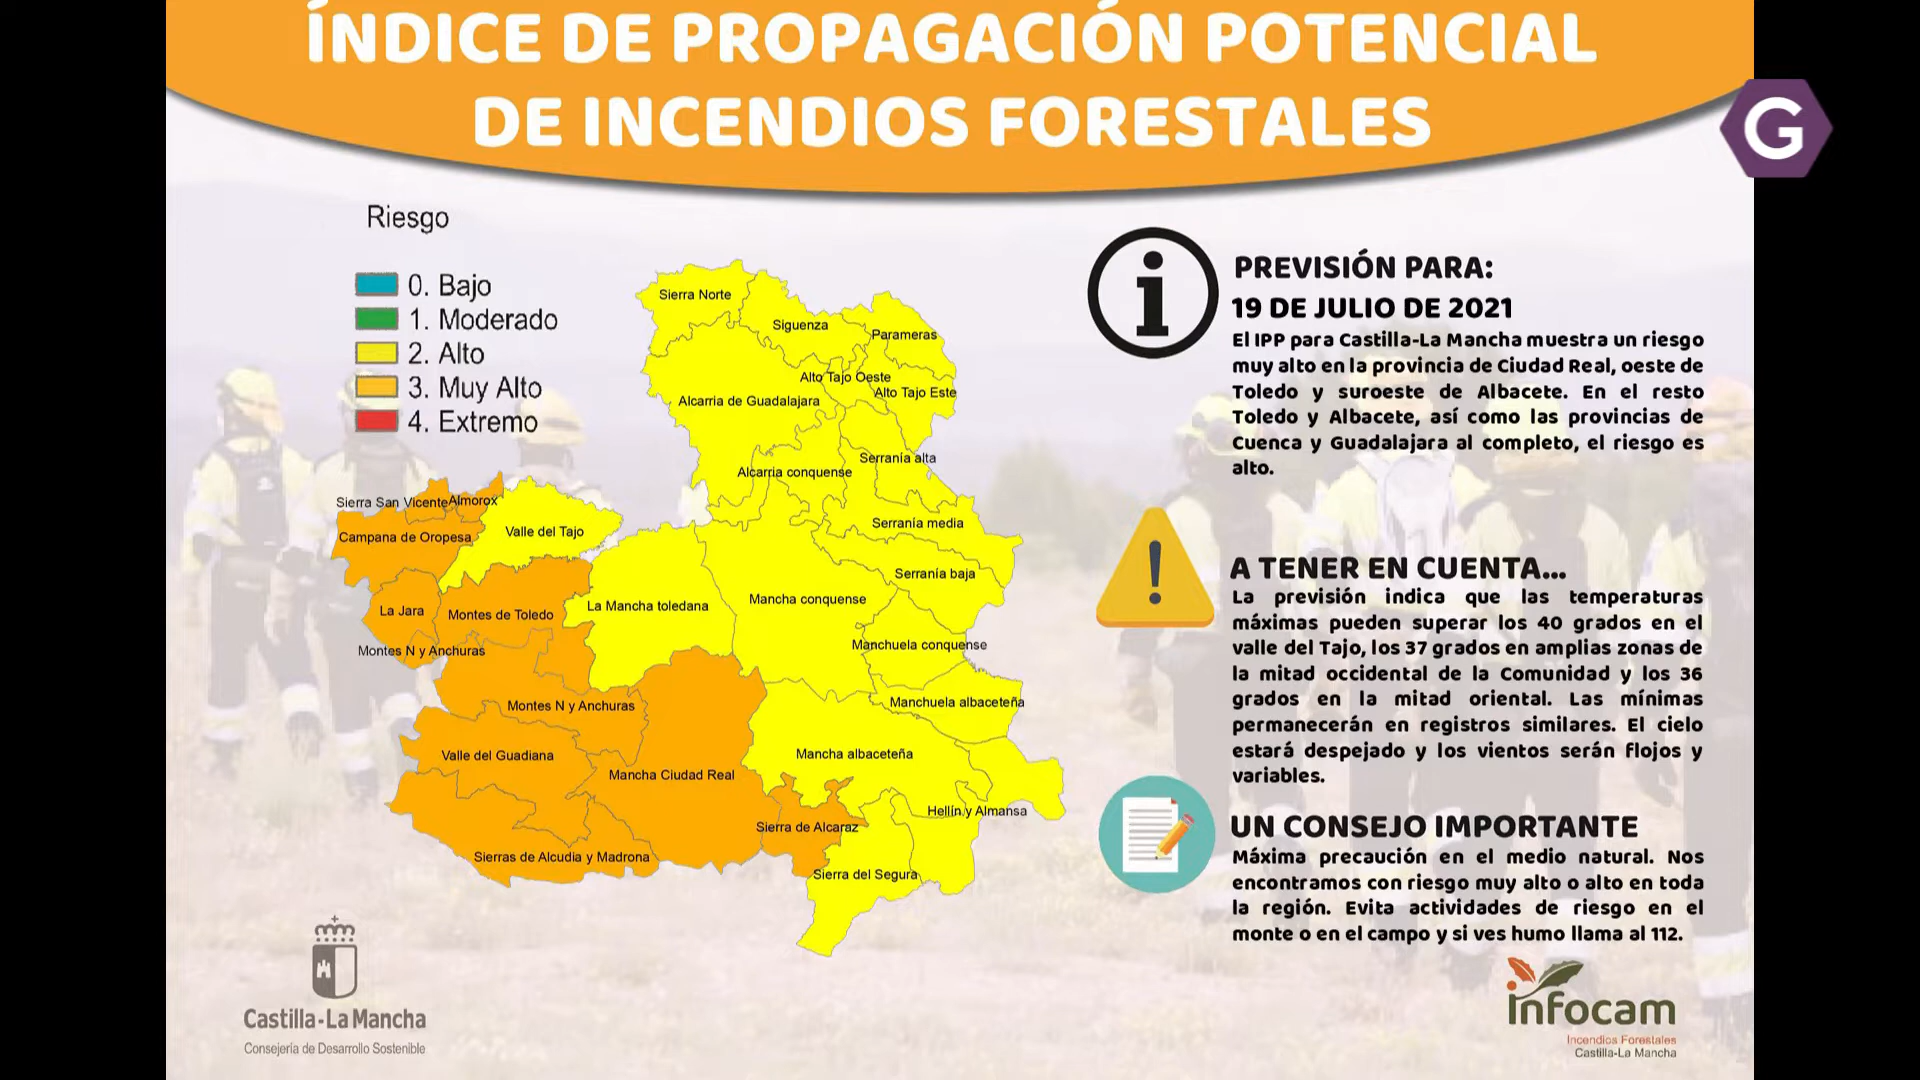 ÍNDICE DE PROPAGACIÓN POTENCIAL
DE INCENDIOS FORESTALES
G
Riesgo
0. Bajo
1. Moderado
2. Alto
3. Muy Alto
4. Extremo
Sierra Norte
Siguenza
Parameras
Alto Tajo Oeste
Alto Tajo Este
Alcarria de Guadalajara
Serranía alta
Alcarria conquense
Sierra San Vicente
Almorox
Serranía media
Valle del Tajo
Campana de Oropesa
Serranía baja
Mancha conquense
La Mancha toledana
La Jara
Montes de Toledo
Manchuela conquense
Montes N y Anchuras
Manchuela albaceteña
Montes N y Anchuras
Mancha albaceteña
Valle del Guadiana
Mancha Ciudad Real
Hellín y Almansa
Sierra de Alcaraz
Sierras de Alcudia y Madrona
Sierra del Segura
PREVISIÓN PARA:
19 DE JULIO DE 2021
El IPP para Castilla-La Mancha muestra un riesgo
muy alto en la provincia de Ciudad Real, oeste de
Toledo y suroeste de Albacete. En el resto
Toledo y Albacete, así como las provincias de
Cuenca y Guadalajara al completo, el riesgo es
alto.
A TENER EN CUENTA...
La previsión indica que las temperaturas
máximas pueden superar los 40 grados en el
valle del Tajo, los 37 grados en amplias zonas de
la mitad occidental de la Comunidad y los 36
grados en la mitad oriental. Las mínimas
permanecerán en registros similares. El cielo
estará despejado y los vientos serán flojos y
variables.
UN CONSEJO IMPORTANTE
Máxima precaución en el medio natural. Nos
encontramos con riesgo muy alto o alto en toda
la región. Evita actividades de riesgo en el
monte o en el campo y si ves humo llama al 112.
Castilla-La Mancha
Consejería de Desarrollo Sostenible
infocam
Incendios Forestales
Castilla-La Mancha